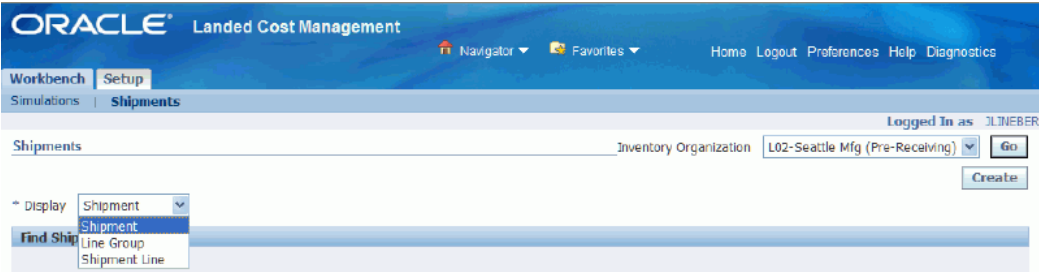 ORACLE® Landed Cost Management
Navigator Favorites Home Logout Preferences Help Diagnostics
Workbench Setup
Simulations | Shipments
Logged In as JLINEBER
Shipments Inventory Organization L02-Seattle Mfg (Pre-Receiving) Go
Create
* Display Shipment
Shipment
Find Ship
Line Group
Shipment Line